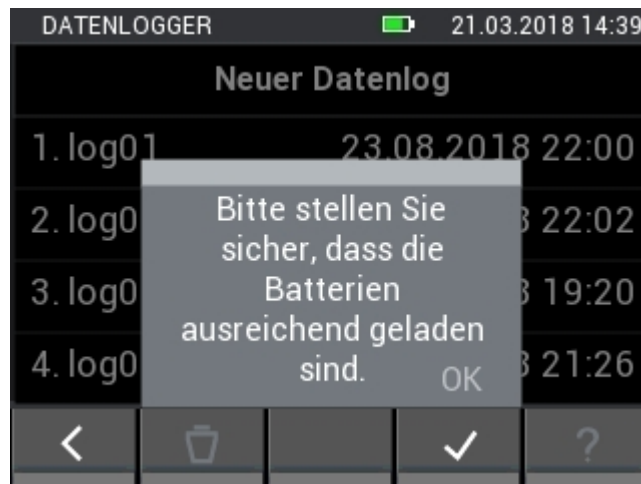 DATENLOGGER 21.03.2018 14:39
Neuer Datenlog
1. log01 23.08.2018 22:00
2. log0 22:02
3. log0 19:20
4. log0 21:26
Bitte stellen Sie
sicher, dass die
Batterien
ausreichend geladen
sind.
OK
?